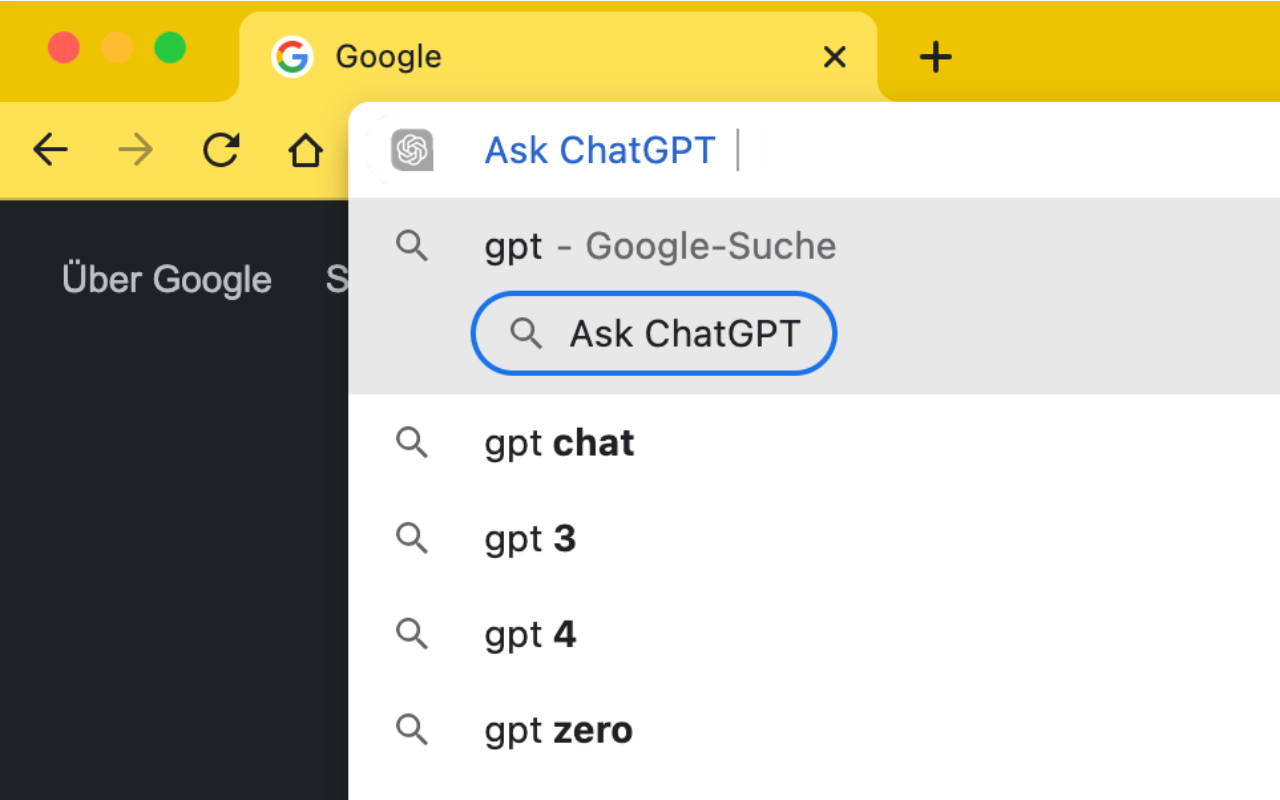 Google
Ask ChatGPT
gpt - Google-Suche
Über Google S
Ask ChatGPT
gpt chat
gpt 3
gpt 4
gpt zero